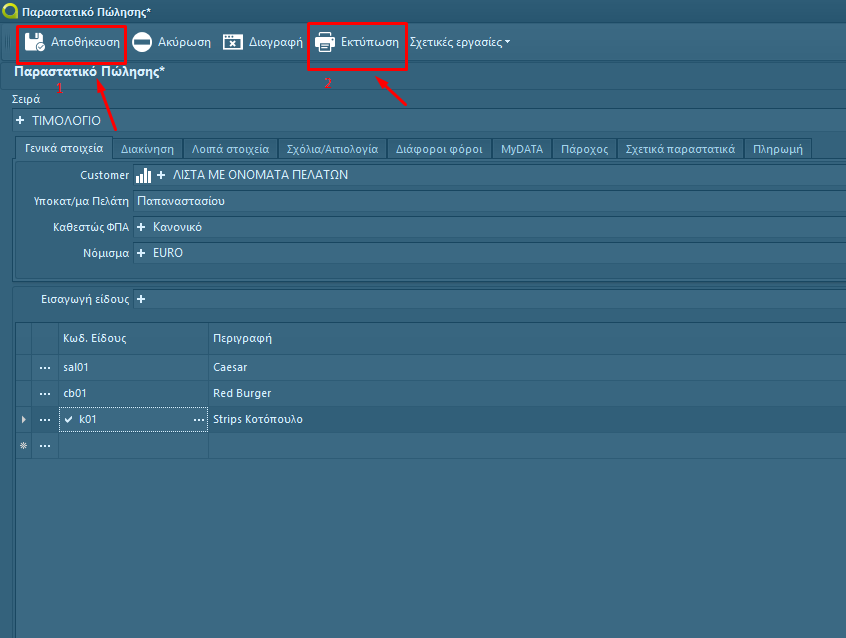 Παραστατικό Πώλησης*
Αποθήκευση Ακύρωση Διαγραφή Εκτύπωση Σχετικές εργασίες
Παραστατικό Πώλησης*
1 2
Σειρά
+ ΤΙΜΟΛΟΓΙΟ
Γενικά στοιχεία Διακίνηση Λοιπά στοιχεία Σχόλια/Αιτιολογία Διάφοροι φόροι MyDATA Πάροχος Σχετικά παραστατικά Πληρωμή
Customer + ΛΙΣΤΑ ΜΕ ΟΝΟΜΑΤΑ ΠΕΛΑΤΩΝ
Υποκατ/μα Πελάτη Παπαναστασίου
Καθεστώς ΦΠΑ + Κανονικό
Νόμισμα + EURO
Εισαγωγή είδους +
Κωδ. Είδους Περιγραφή
... sal01 Caesar
... cb01 Red Burger
... k01 ... Strips Κοτόπουλο
...